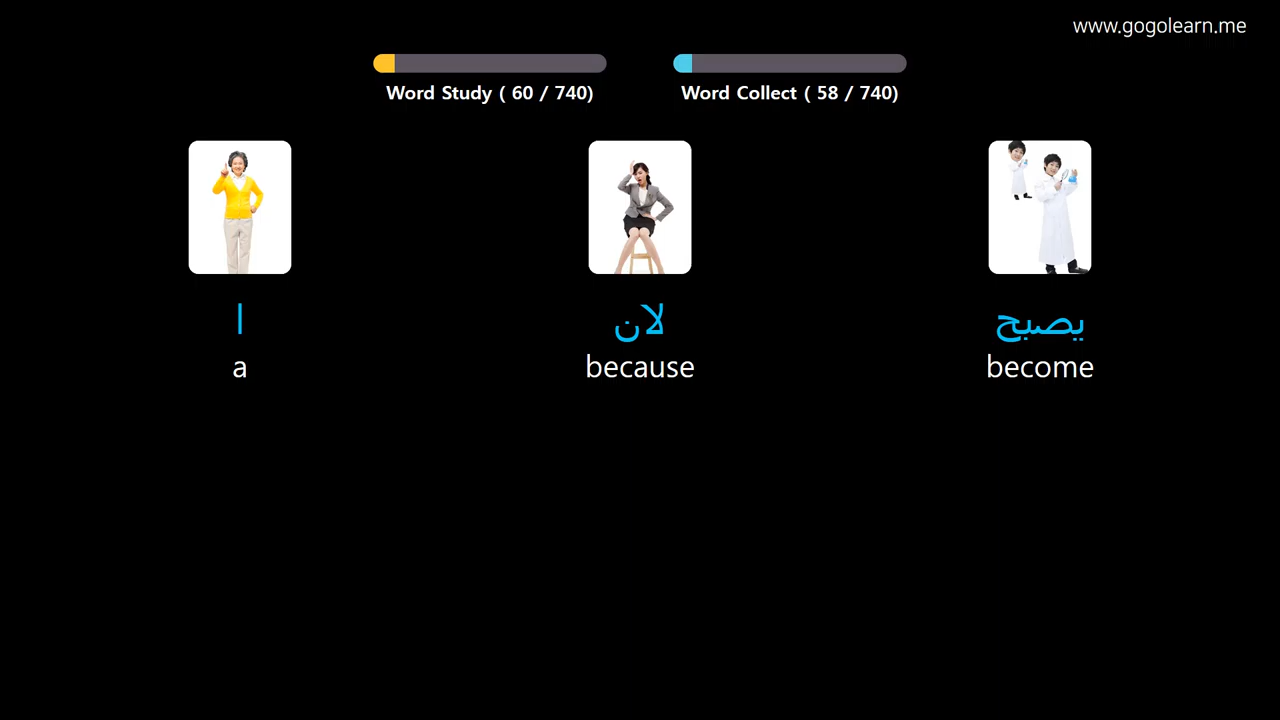 www.gogolearn.me
Word Study ( 60 / 740)
Word Collect ( 58 / 740)
ا
a
لان
because
يصبح
become